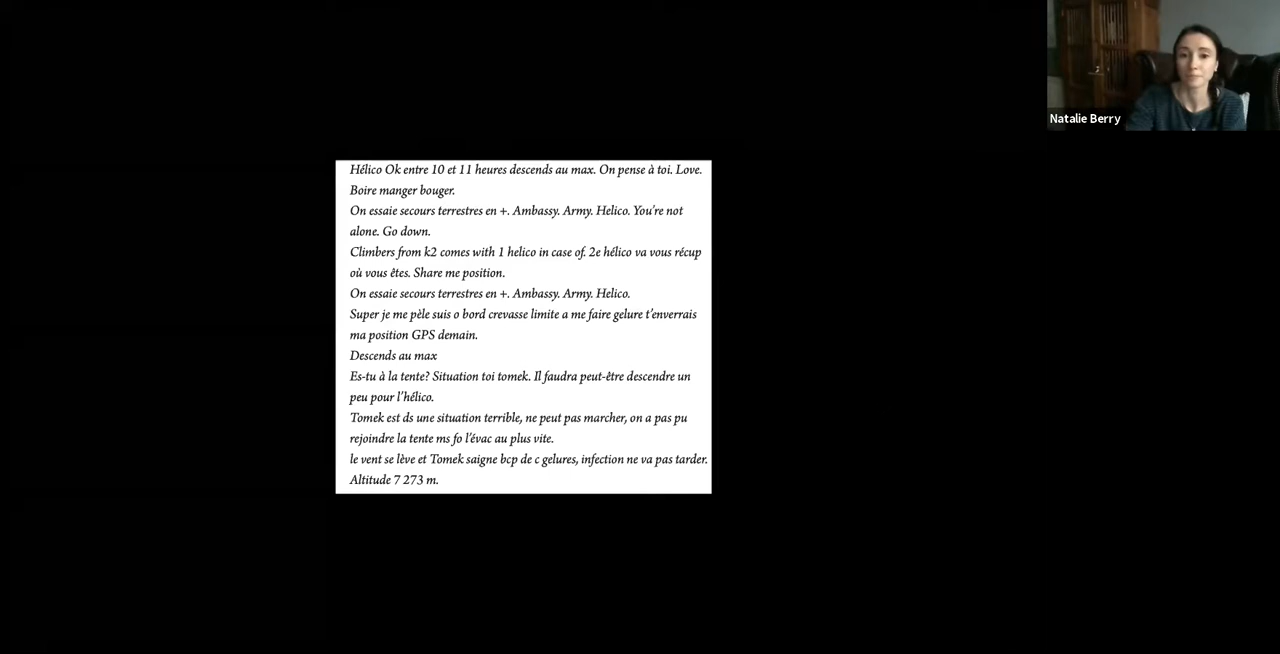 Natalie Berry
Hélico Ok entre 10 et 11 heures descends au max. On pense à toi. Love.
Boire manger bouger.
On essaie secours terrestres en +. Ambassy. Army. Helico. You're not
alone. Go down.
Climbers from k2 comes with 1 helico in case of. 2e hélico va vous récup
où vous êtes. Share me position.
On essaie secours terrestres en +. Ambassy. Army. Helico.
Super je me pèle suis o bord crevasse limite a me faire gelure t'enverrais
ma position GPS demain.
Descends au max
Es-tu à la tente? Situation toi tomek. Il faudra peut-être descendre un
peu pour l'hélico.
Tomek est ds une situation terrible, ne peut pas marcher, on a pas pu
rejoindre la tente ms fo l'évac au plus vite.
le vent se lève et Tomek saigne bcp de c gelures, infection ne va pas tarder.
Altitude 7 273 m.